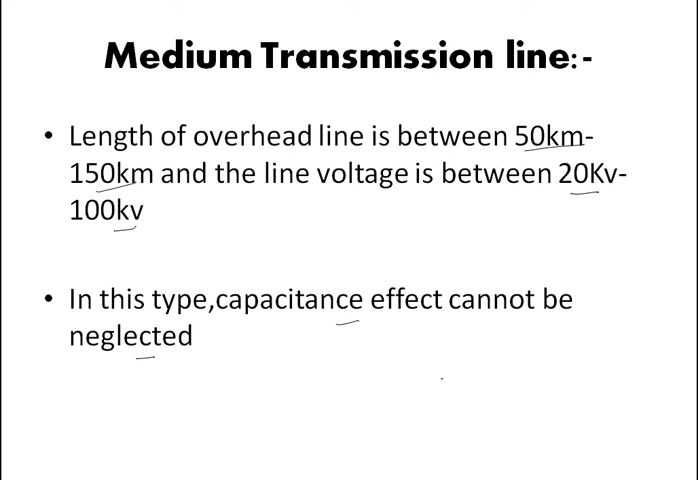 Medium Transmission line:-
• Length of overhead line is between 50km-
150km and the line voltage is between 20Kv-
100kv
• In this type,capacitance effect cannot be
neglected